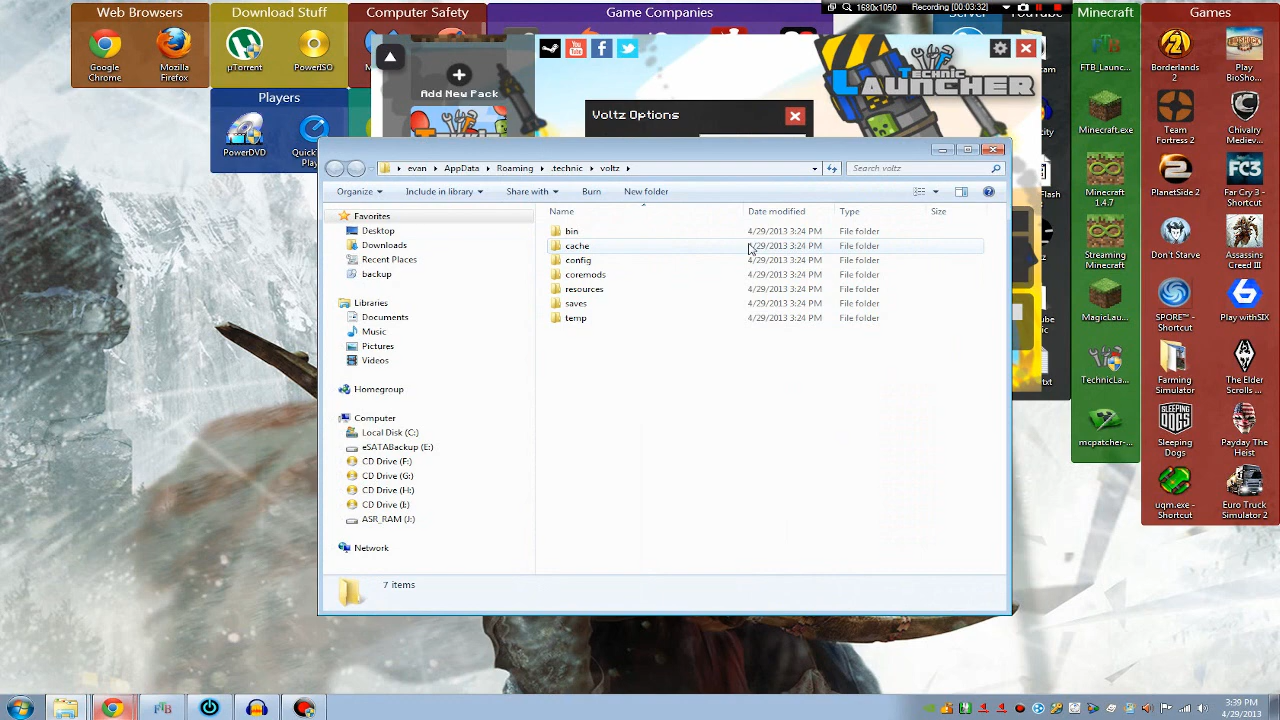 Web Browsers
Download Stuff
Computer Safety
Game Companies
1680x1050
Recording [00:03:32]
Server
YouTube
Minecraft
Games
Google Chrome
Mozilla Firefox
µTorrent
PowerISO
Add New Pack
Technic
LAUNCHER
Voltz Options
FTB_Launc...
Borderlands 2
Play BioSho...
Players
PowerDVD
Minecraft.exe
Team Fortress 2
Chivalry Mediev...
evan
AppData
Roaming
.technic
voltz
Search voltz
Organize
Include in library
Share with
Burn
New folder
Minecraft 1.4.7
PlanetSide 2
Far Cry 3 - Shortcut
Favorites
Desktop
Downloads
Recent Places
backup
Libraries
Documents
Music
Pictures
Videos
Homegroup
Computer
Local Disk (C:)
eSATABackup (E:)
CD Drive (F:)
CD Drive (G:)
CD Drive (H:)
CD Drive (I:)
ASR_RAM (J:)
Network
Name
Date modified
Type
Size
bin 4/29/2013 3:24 PM File folder
cache 4/29/2013 3:24 PM File folder
config 4/29/2013 3:24 PM File folder
coremods 4/29/2013 3:24 PM File folder
resources 4/29/2013 3:24 PM File folder
saves 4/29/2013 3:24 PM File folder
temp 4/29/2013 3:24 PM File folder
7 items
Streaming Minecraft
Don't Starve
Assassins Creed III
MagicLau...
SPORE™ - Shortcut
Play withSIX
TechnicLa...
Farming Simulator
The Elder Scrolls ...
mcpatcher-...
Sleeping Dogs
Payday The Heist
uqm.exe - Shortcut
Euro Truck Simulator 2
FTB
3:39 PM
4/29/2013